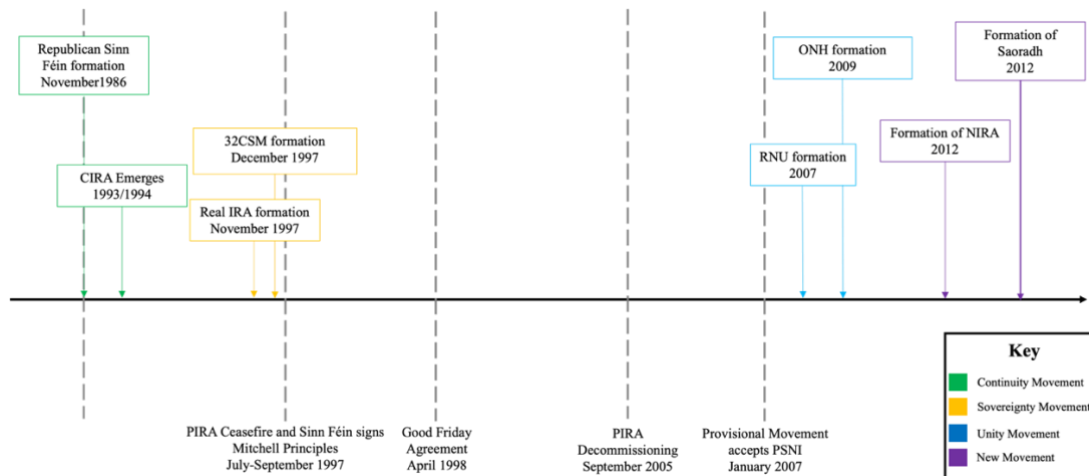 Republican Sinn
Féin formation
November1986
CIRA Emerges
1993/1994
32CSM formation
December 1997
Real IRA formation
November 1997
ONH formation
2009
RNU formation
2007
Formation of NIRA
2012
Formation of
Saoradh
2012
PIRA Ceasefire and Sinn Féin signs
Mitchell Principles
July-September 1997
Good Friday
Agreement
April 1998
PIRA
Decommissioning
September 2005
Provisional Movement
accepts PSNI
January 2007
Key
Continuity Movement
Sovereignty Movement
Unity Movement
New Movement